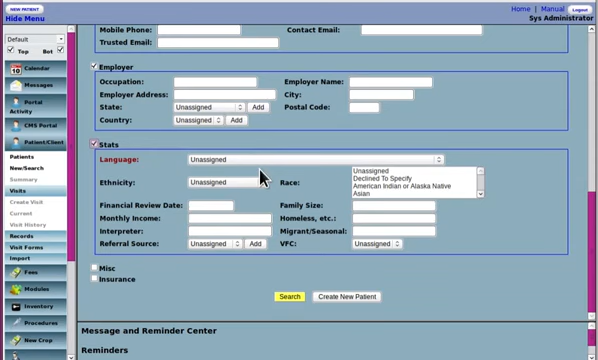 NEW PATIENT
Hide Menu
Home | Manual Logout
Sys Administrator
Default
Top Bot
Calendar
Messages
Portal Activity
CMS Portal
Patient/Client
Patients
New/Search
Summary
Visits
Create Visit
Current
Visit History
Records
Visit Forms
Import
Fees
Modules
Inventory
Procedures
New Crop
Mobile Phone: Contact Email:
Trusted Email:
Employer
Occupation: Employer Name:
Employer Address: City:
State: Unassigned Add Postal Code:
Country: Unassigned Add
Stats
Language: Unassigned
Ethnicity: Unassigned Race: Unassigned
Declined To Specify
American Indian or Alaska Native
Asian
Financial Review Date: Family Size:
Monthly Income: Homeless, etc.:
Interpreter: Migrant/Seasonal:
Referral Source: Unassigned Add VFC: Unassigned
Misc
Insurance
Search Create New Patient
Message and Reminder Center
Reminders